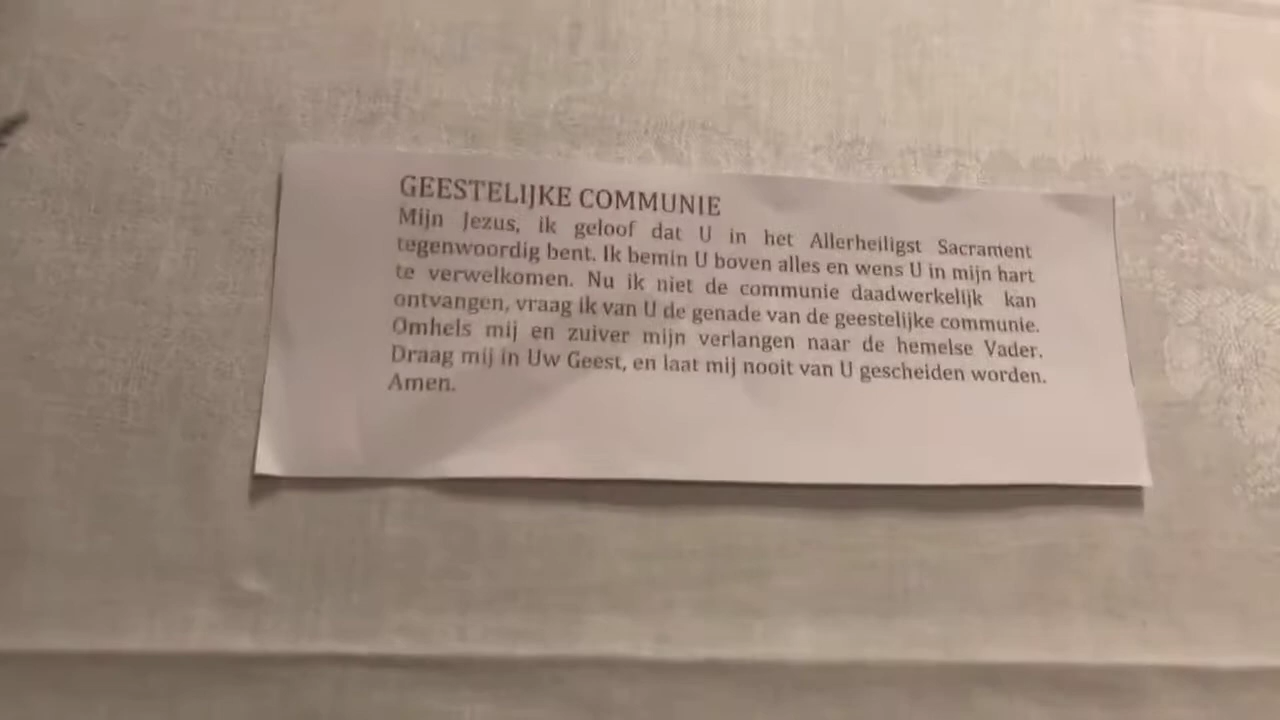 GEESTELIJKE COMMUNIE
Mijn Jezus, ik geloof dat U in het Allerheiligst Sacrament
tegenwoordig bent. Ik bemin U boven alles en wens U in mijn hart
te verwelkomen. Nu ik niet de communie daadwerkelijk kan
ontvangen, vraag ik van U de genade van de geestelijke communie.
Omhels mij en zuiver mijn verlangen naar de hemelse Vader.
Draag mij in Uw Geest, en laat mij nooit van U gescheiden worden.
Amen.